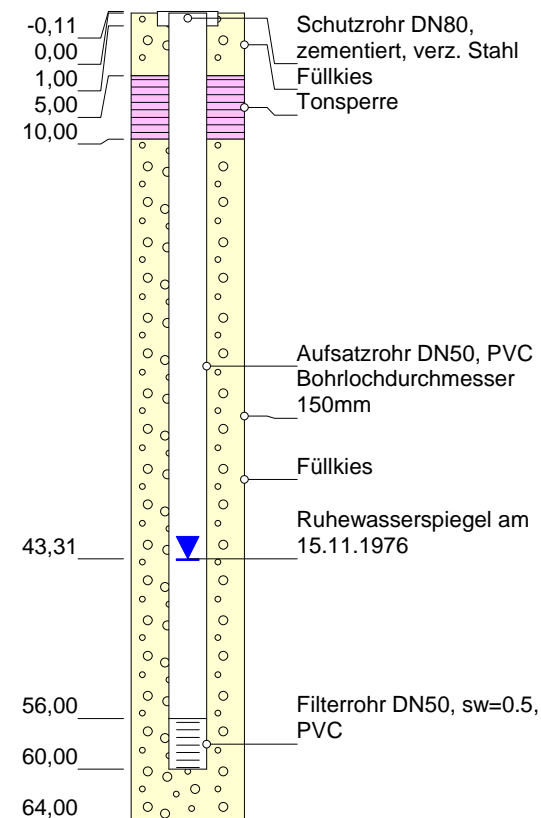 -0,11
0,00
1,00
5,00
10,00
43,31
56,00
60,00
64,00
Schutzrohr DN80,
zementiert, verz. Stahl
Füllkies
Tonsperre
Aufsatzrohr DN50, PVC
Bohrlochdurchmesser
150mm
Füllkies
Ruhewasserspiegel am
15.11.1976
Filterrohr DN50, sw=0.5,
PVC